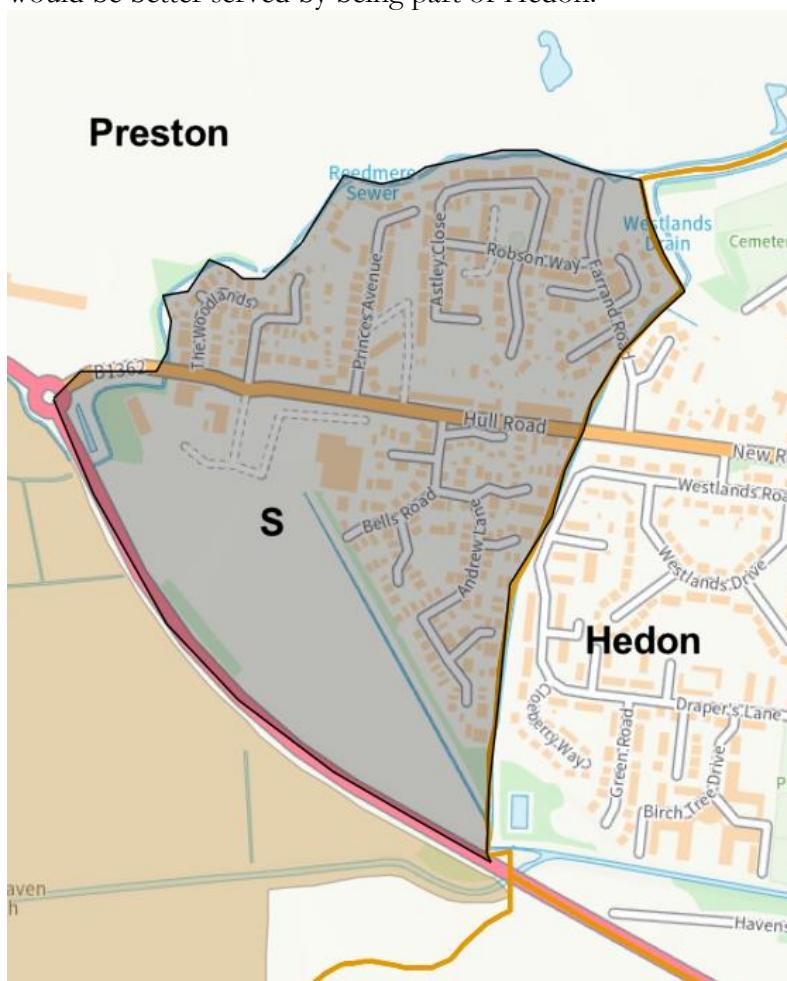 would be better served by being part of Hedon.
Preston
Reedmere
Sewer
Westlands
Drain
Cemete
Astley Close
Robson Way
Farrand Road
Princes Avenue
The Woodlands
B1362
Hull Road
New R
Westlands Roa
Bells Road
Andrew Lane
S
Westlands Drive
Hedon
Draper's Lane
Cloeberry Way
Green Road
Birch Tree Drive
P
aven
h
Havens